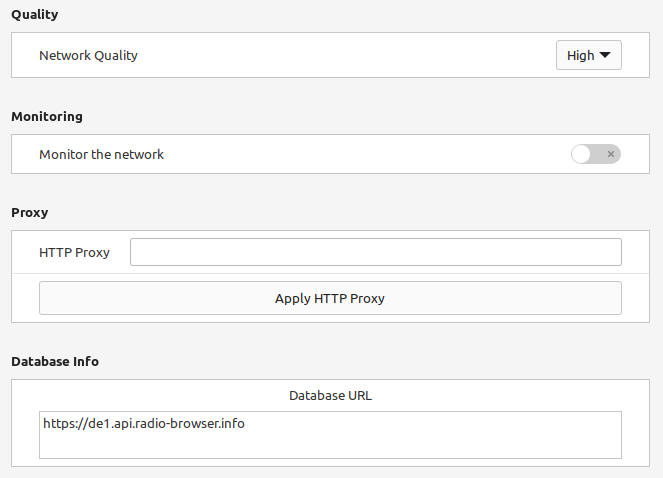 Quality
Network Quality
High
Monitoring
Monitor the network
Proxy
HTTP Proxy
Apply HTTP Proxy
Database Info
Database URL
https://de1.api.radio-browser.info